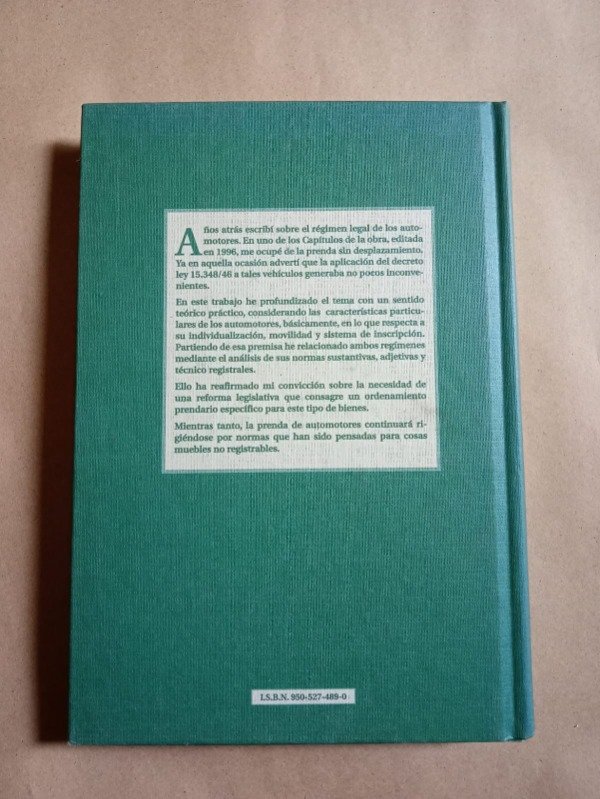 Años atrás escribí sobre el régimen legal de los auto-
motores. En uno de los Capítulos de la obra, editada
en 1996, me ocupé de la prenda sin desplazamiento.
Ya en aquella ocasión advertí que la aplicación del decreto
ley 15.348/46 a tales vehículos generaba no pocos inconve-
nientes.
En este trabajo he profundizado el tema con un sentido
teórico práctico, considerando las características particu-
lares de los automotores, básicamente, en lo que respecta a
su individualización, movilidad y sistema de inscripción.
Partiendo de esa premisa he relacionado ambos regímenes
mediante el análisis de sus normas sustantivas, adjetivas y
técnico registrales.
Ello ha reafirmado mi convicción sobre la necesidad de
una reforma legislativa que consagre un ordenamiento
prendario específico para este tipo de bienes.
Mientras tanto, la prenda de automotores continuará ri-
giéndose por normas que han sido pensadas para cosas
muebles no registrables.
I.S.B.N. 950-527-489-0